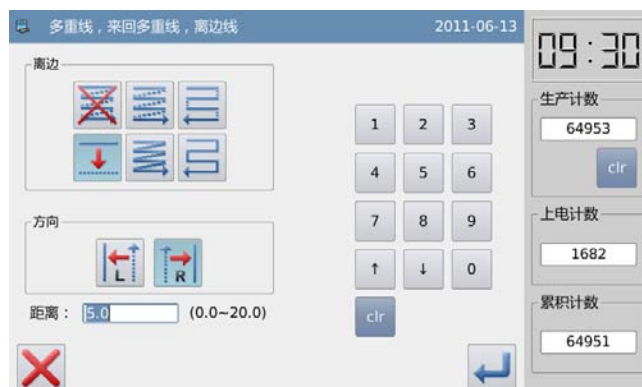 多重线，来回多重线，离边线
2011-06-13
离边
方向
L
R
距离：
5.0
(0.0~20.0)
1 2 3
4 5 6
7 8 9
↑ ↓ 0
clr
09:30
生产计数
64953
clr
上电计数
1682
累积计数
64951